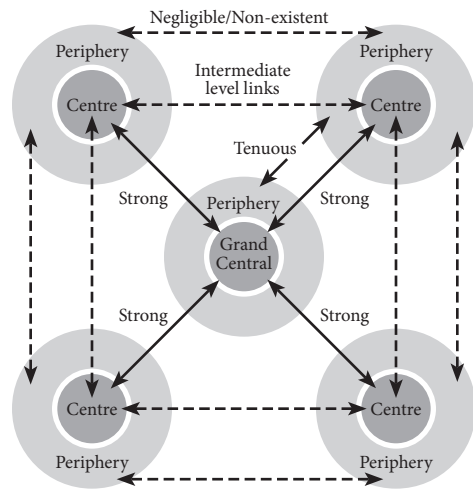 Negligible/Non-existent
Periphery
Periphery
Intermediate
level links
Centre
Centre
Tenuous
Strong
Periphery
Strong
Grand
Central
Strong
Strong
Centre
Centre
Periphery
Periphery